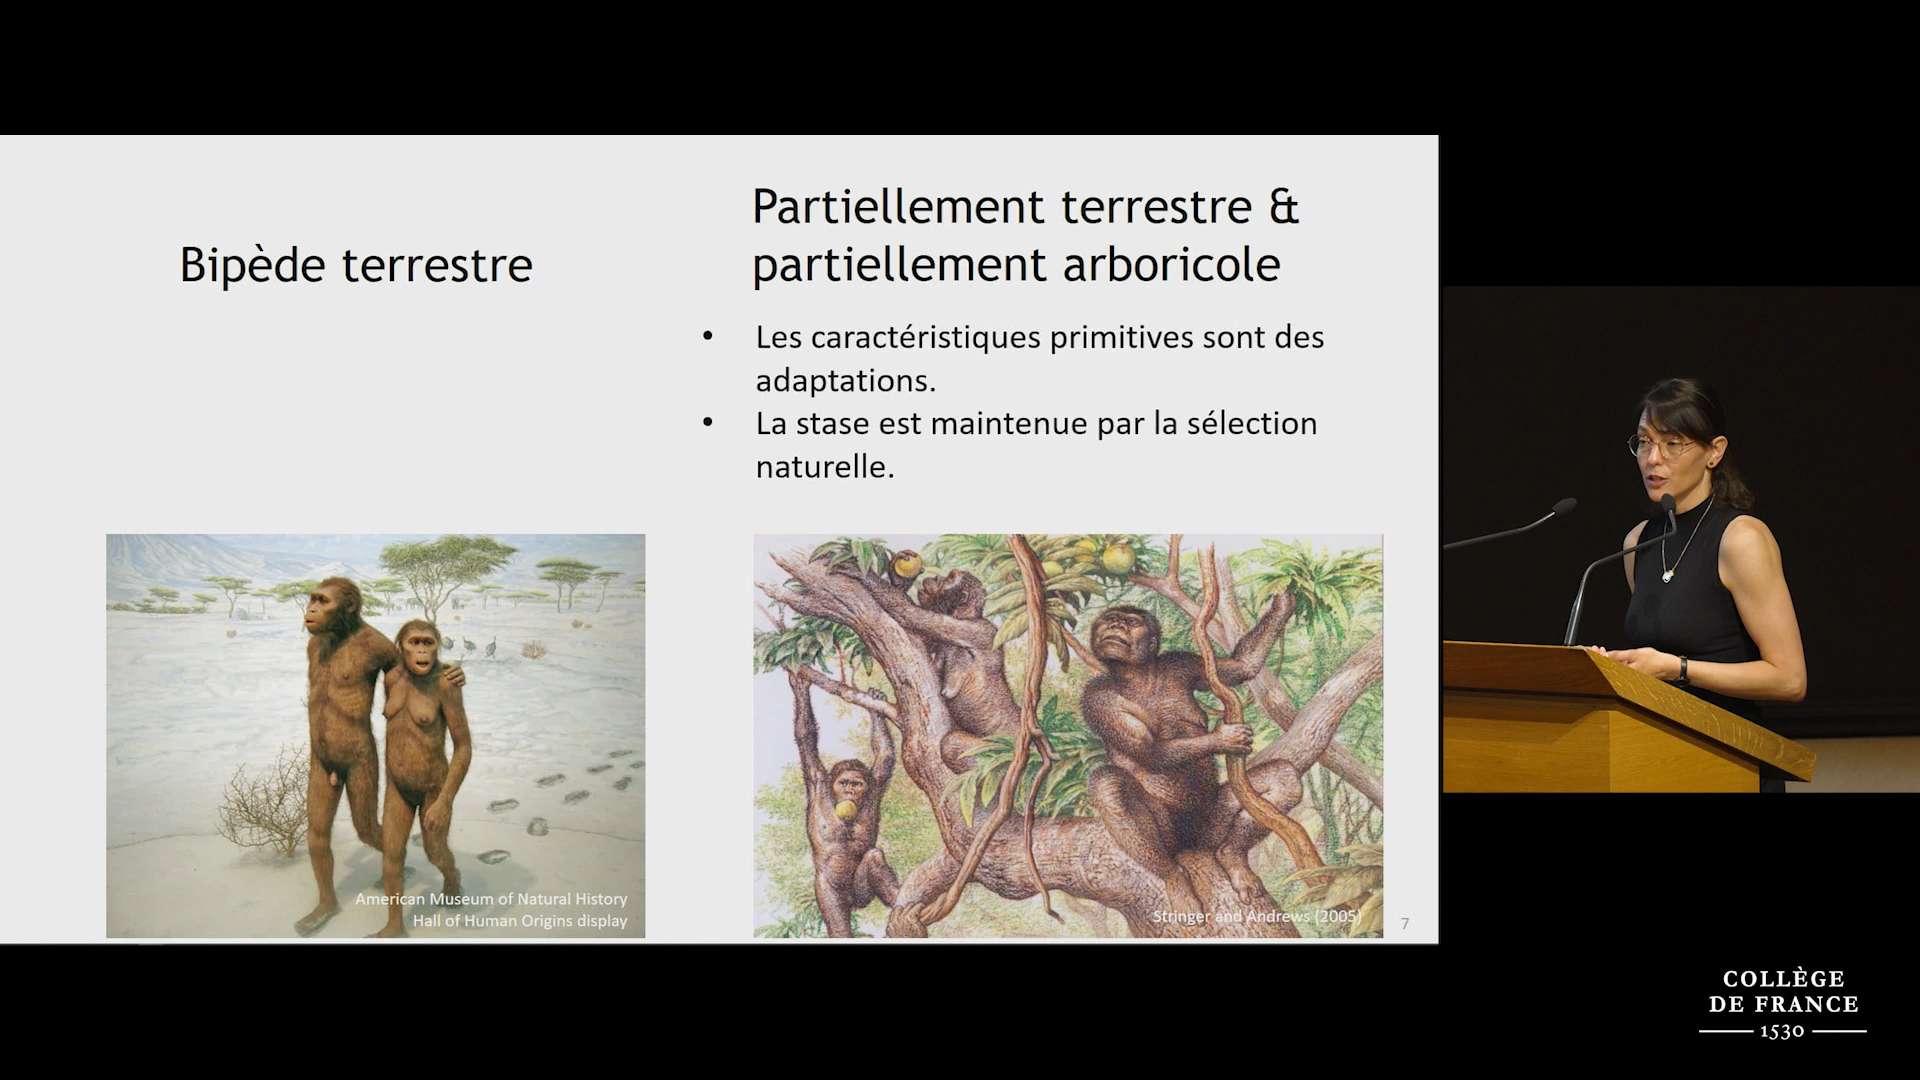 Bipède terrestre
Partiellement terrestre &
partiellement arboricole
• Les caractéristiques primitives sont des
adaptations.
• La stase est maintenue par la sélection
naturelle.
American Museum of Natural History
Hall of Human Origins display
Stringer and Andrews (2005)
7
COLLÈGE
DE FRANCE
1530